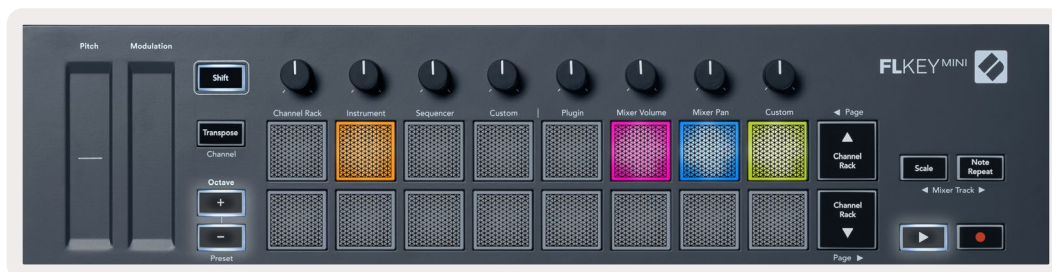 Pitch
Modulation
Shift
FLKEY MINI
Channel Rack
Instrument
Sequencer
Custom
Plugin
Mixer Volume
Mixer Pan
Custom
◄ Page
Transpose
Channel
▲
Channel
Rack
Scale
Note
Repeat
◄ Mixer Track ►
Octave
+
−
Preset
Channel
Rack
▼
Page ►